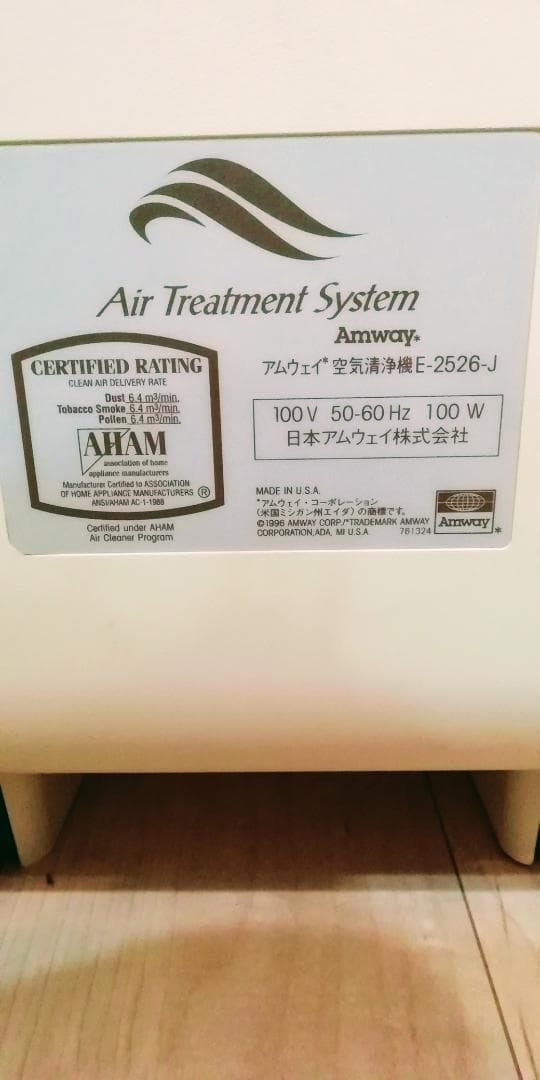 Air Treatment System
Amway*
アムウェイ*空気清浄機E-2526-J
CERTIFIED RATING
CLEAN AIR DELIVERY RATE
Dust 6.4 m³/min.
Tobacco Smoke 6.4 m³/min.
Pollen 6.4 m³/min.
AHAM
association of home
appliance manufacturers
Manufacturer Certified to ASSOCIATION
OF HOME APPLIANCE MANUFACTURERS ®
ANSI/AHAM AC-1-1988
Certified under AHAM
Air Cleaner Program
100V 50-60Hz 100W
日本アムウェイ株式会社
MADE IN U.S.A.
*アムウェイ・コーポレーション
(米国ミシガン州エイダ)の商標です。
©1996 AMWAY CORP./*TRADEMARK AMWAY
CORPORATION,ADA, MI U.S.A. 761324
Amway*